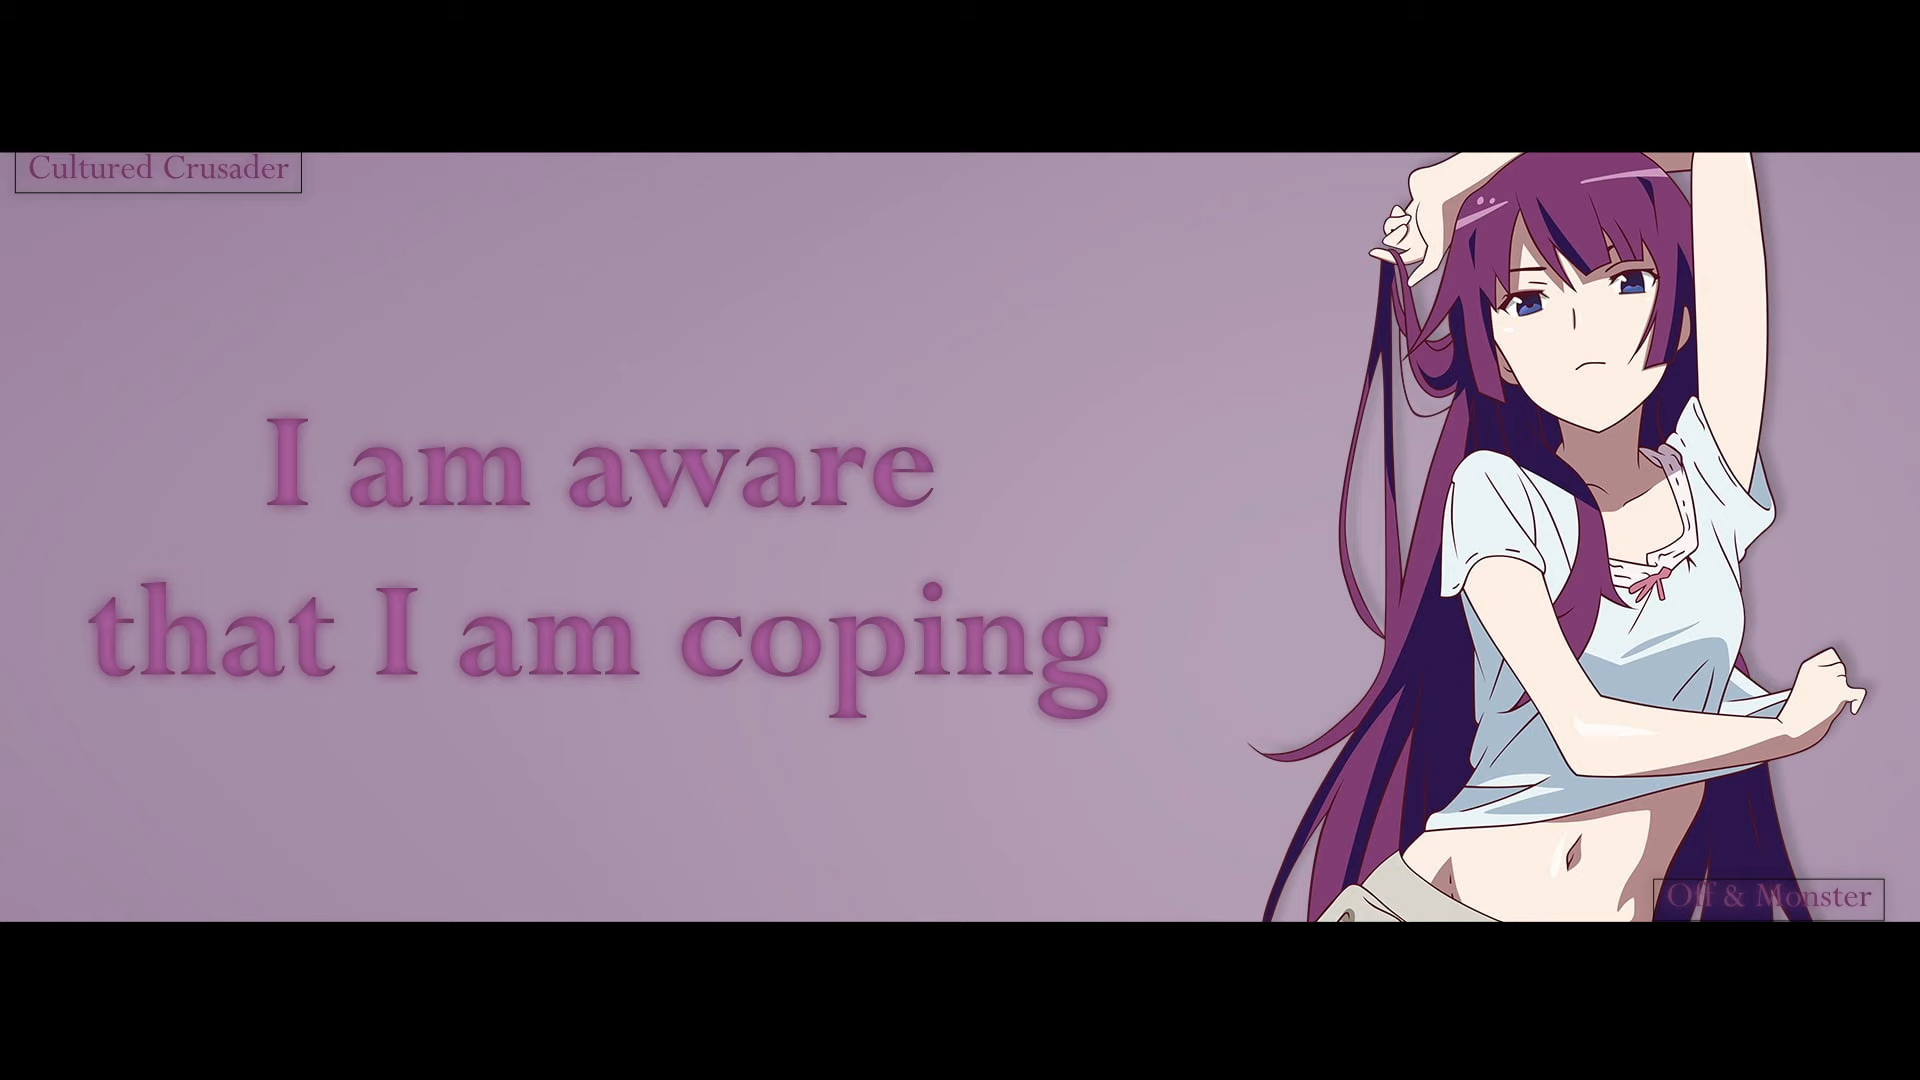 Cultured Crusader
I am aware
that I am coping
Off & Monster